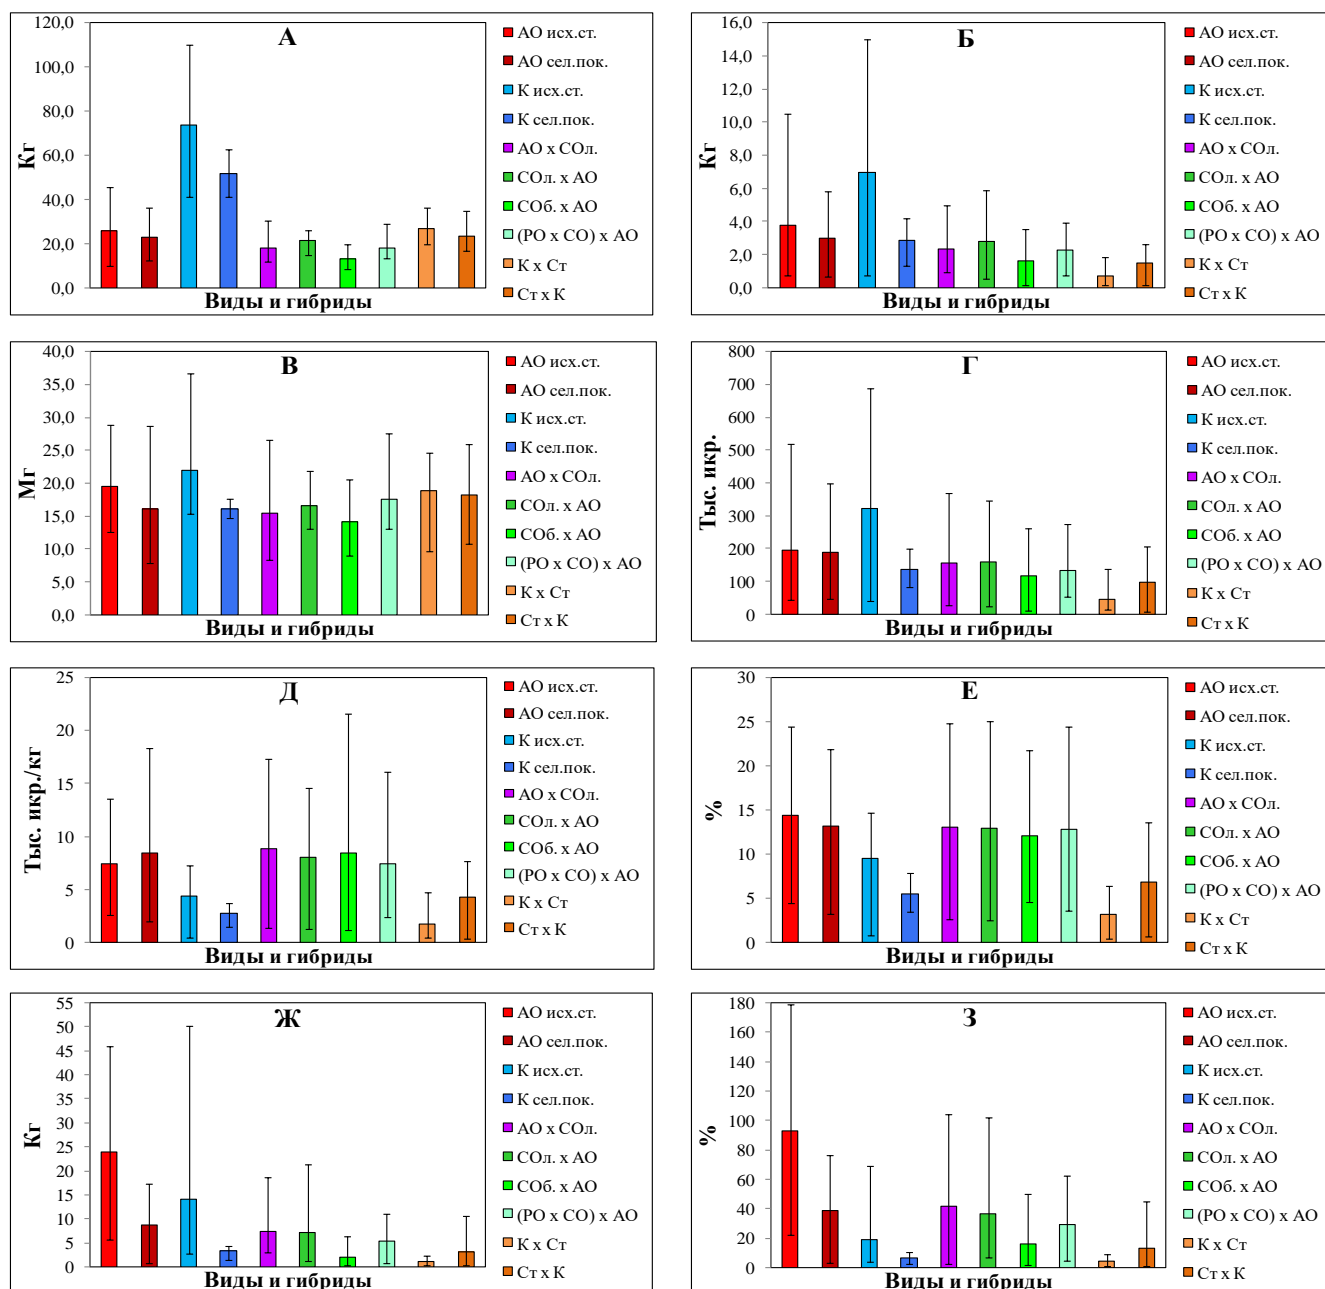 А
Кг
120,0
100,0
80,0
60,0
40,0
20,0
0,0
Виды и гибриды
АО исх.ст.
АО сел.пок.
К исх.ст.
К сел.пок.
АО х СОл.
СОл. х АО
СОб. х АО
(РО х СО) х АО
К х Ст
Ст х К
Б
Кг
16,0
14,0
12,0
10,0
8,0
6,0
4,0
2,0
0,0
Виды и гибриды
АО исх.ст.
АО сел.пок.
К исх.ст.
К сел.пок.
АО х СОл.
СОл. х АО
СОб. х АО
(РО х СО) х АО
К х Ст
Ст х К
В
Мг
40,0
35,0
30,0
25,0
20,0
15,0
10,0
5,0
0,0
Виды и гибриды
АО исх.ст.
АО сел.пок.
К исх.ст.
К сел.пок.
АО х СОл.
СОл. х АО
СОб. х АО
(РО х СО) х АО
К х Ст
Ст х К
Г
Тыс. икр.
800
700
600
500
400
300
200
100
0
Виды и гибриды
АО исх.ст.
АО сел.пок.
К исх.ст.
К сел.пок.
АО х СОл.
СОл. х АО
СОб. х АО
(РО х СО) х АО
К х Ст
Ст х К
Д
Тыс. икр./кг
25
20
15
10
5
0
Виды и гибриды
АО исх.ст.
АО сел.пок.
К исх.ст.
К сел.пок.
АО х СОл.
СОл. х АО
СОб. х АО
(РО х СО) х АО
К х Ст
Ст х К
Е
%
30
25
20
15
10
5
0
Виды и гибриды
АО исх.ст.
АО сел.пок.
К исх.ст.
К сел.пок.
АО х СОл.
СОл. х АО
СОб. х АО
(РО х СО) х АО
К х Ст
Ст х К
Ж
Кг
55
50
45
40
35
30
25
20
15
10
5
0
Виды и гибриды
АО исх.ст.
АО сел.пок.
К исх.ст.
К сел.пок.
АО х СОл.
СОл. х АО
СОб. х АО
(РО х СО) х АО
К х Ст
Ст х К
З
%
180
160
140
120
100
80
60
40
20
0
Виды и гибриды
АО исх.ст.
АО сел.пок.
К исх.ст.
К сел.пок.
АО х СОл.
СОл. х АО
СОб. х АО
(РО х СО) х АО
К х Ст
Ст х К